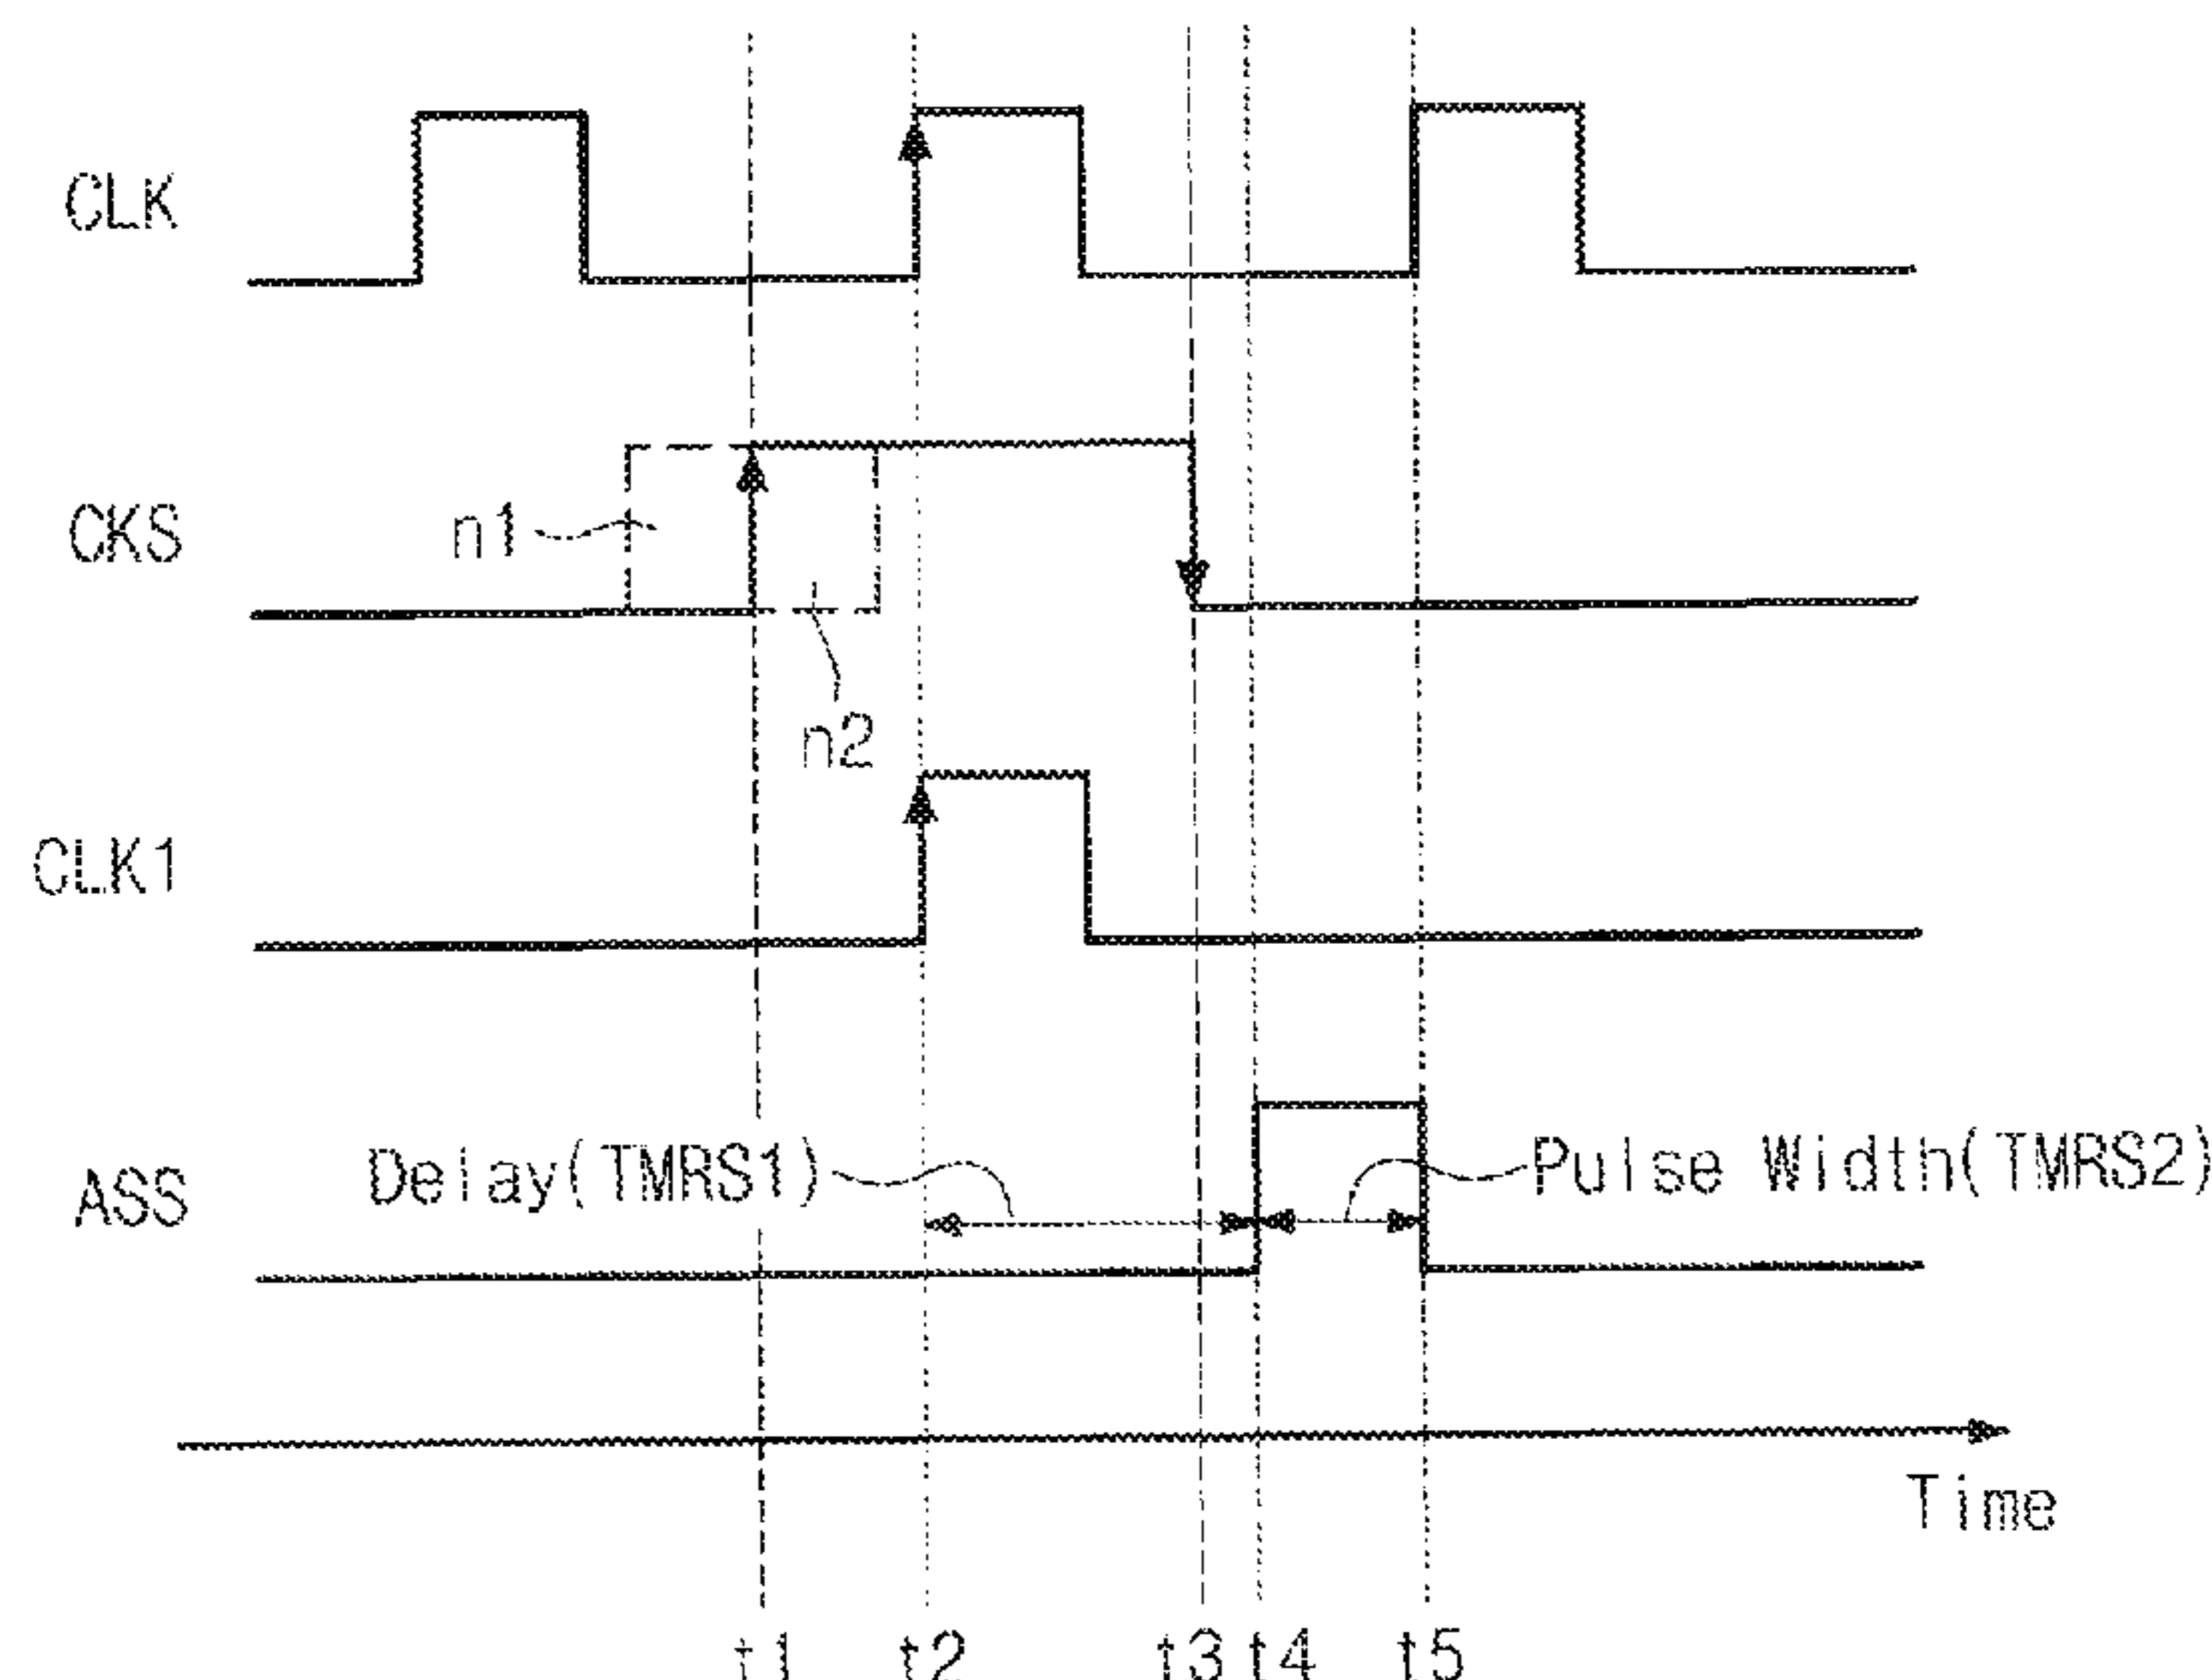 CLK
CKS
n1
n2
CLK1
ASS
Delay(TMRS1)
Pulse Width(TMRS2)
Time
t1 t2 t3 t4 t5